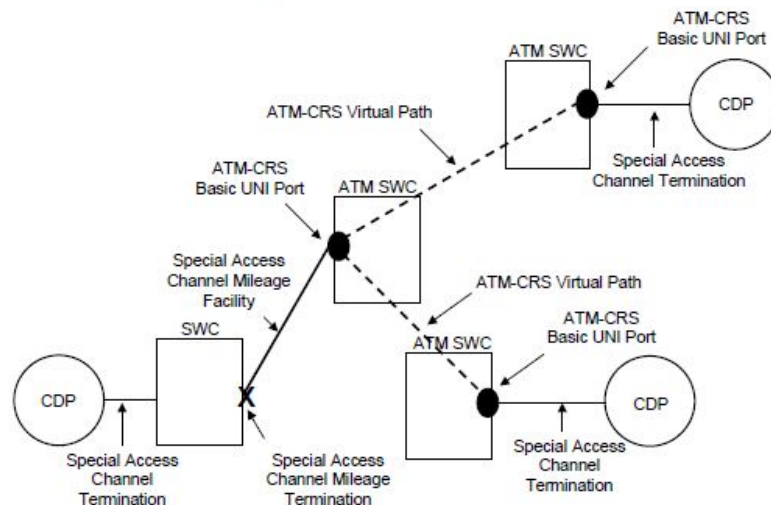 ATM-CRS
Basic UNI Port
ATM SWC
CDP
ATM-CRS Virtual Path
Special Access
Channel Termination
ATM-CRS
Basic UNI Port
ATM SWC
Special Access
Channel Mileage
Facility
ATM-CRS Virtual Path
SWC
ATM-CRS
Basic UNI Port
ATM SWC
CDP
X
CDP
Special Access
Channel
Termination
Special Access
Channel Mileage
Termination
Special Access
Channel
Termination